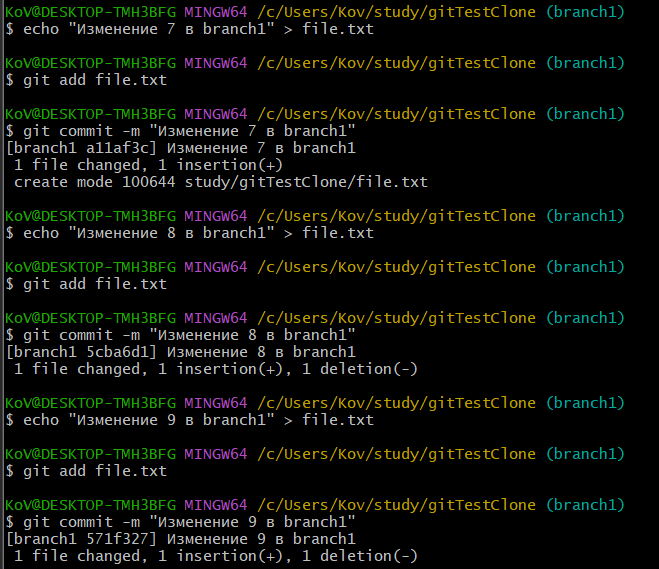 KoV@DESKTOP-TMH3BFG MINGW64 /c/Users/Kov/study/gitTestClone (branch1)
$ echo "Изменение 7 в branch1" > file.txt
KoV@DESKTOP-TMH3BFG MINGW64 /c/Users/Kov/study/gitTestClone (branch1)
$ git add file.txt
KoV@DESKTOP-TMH3BFG MINGW64 /c/Users/Kov/study/gitTestClone (branch1)
$ git commit -m "Изменение 7 в branch1"
[branch1 a11af3c] Изменение 7 в branch1
1 file changed, 1 insertion(+)
create mode 100644 study/gitTestClone/file.txt
KoV@DESKTOP-TMH3BFG MINGW64 /c/Users/Kov/study/gitTestClone (branch1)
$ echo "Изменение 8 в branch1" > file.txt
KoV@DESKTOP-TMH3BFG MINGW64 /c/Users/Kov/study/gitTestClone (branch1)
$ git add file.txt
KoV@DESKTOP-TMH3BFG MINGW64 /c/Users/Kov/study/gitTestClone (branch1)
$ git commit -m "Изменение 8 в branch1"
[branch1 5cba6d1] Изменение 8 в branch1
1 file changed, 1 insertion(+), 1 deletion(-)
KoV@DESKTOP-TMH3BFG MINGW64 /c/Users/Kov/study/gitTestClone (branch1)
$ echo "Изменение 9 в branch1" > file.txt
KoV@DESKTOP-TMH3BFG MINGW64 /c/Users/Kov/study/gitTestClone (branch1)
$ git add file.txt
KoV@DESKTOP-TMH3BFG MINGW64 /c/Users/Kov/study/gitTestClone (branch1)
$ git commit -m "Изменение 9 в branch1"
[branch1 571f327] Изменение 9 в branch1
1 file changed, 1 insertion(+), 1 deletion(-)